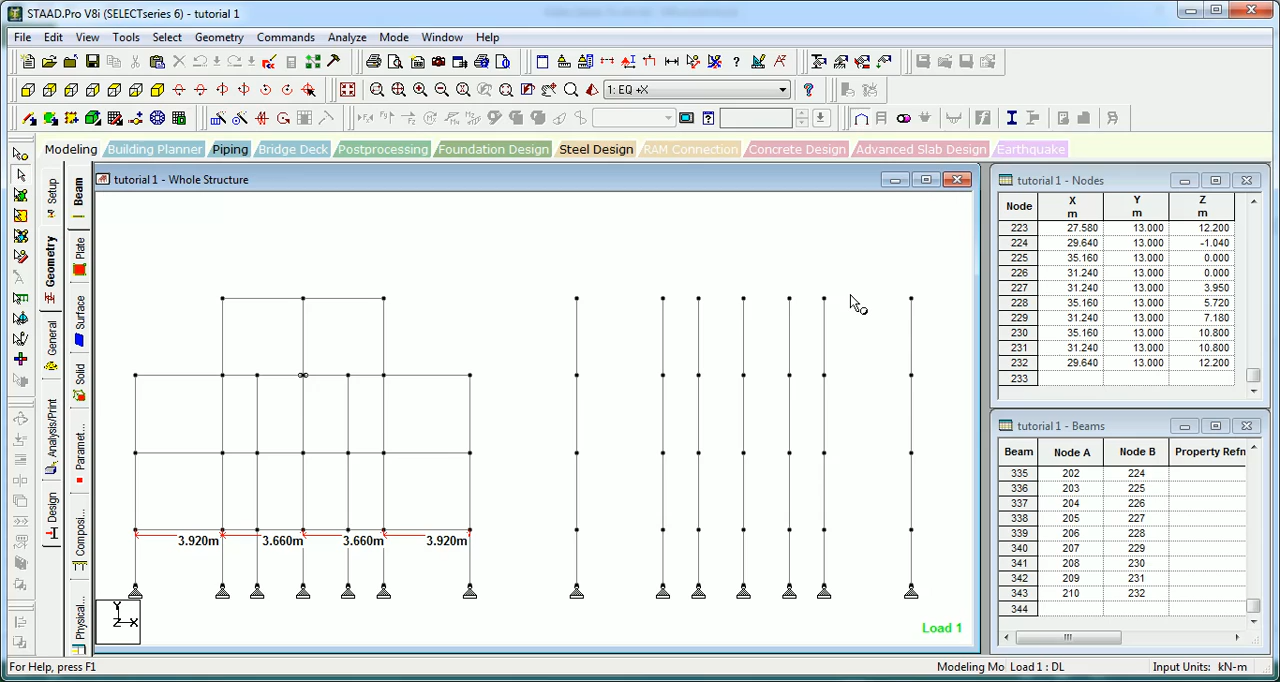 STAAD.Pro V8i (SELECTseries 6) - tutorial 1
File Edit View Tools Select Geometry Commands Analyze Mode Window Help
1: EQ +X
Modeling Building Planner Piping Bridge Deck Postprocessing Foundation Design Steel Design RAM Connection Concrete Design Advanced Slab Design Earthquake
Setup
Geometry
General
Analysis/Print
Design
Beam
Plate
Surface
Solid
Paramet...
Composi...
Physical...
tutorial 1 - Whole Structure
3.920m 3.660m 3.660m 3.920m
Y
Z X
Load 1
tutorial 1 - Nodes
Node X Y Z
m m m
223 27.580 13.000 12.200
224 29.640 13.000 -1.040
225 35.160 13.000 0.000
226 31.240 13.000 0.000
227 31.240 13.000 3.950
228 35.160 13.000 5.720
229 31.240 13.000 7.180
230 35.160 13.000 10.800
231 31.240 13.000 10.800
232 29.640 13.000 12.200
233
tutorial 1 - Beams
Beam Node A Node B Property Refn
335 202 224
336 203 225
337 204 226
338 205 227
339 206 228
340 207 229
341 208 230
342 209 231
343 210 232
344
For Help, press F1
Modeling Mo Load 1 : DL Input Units: kN-m